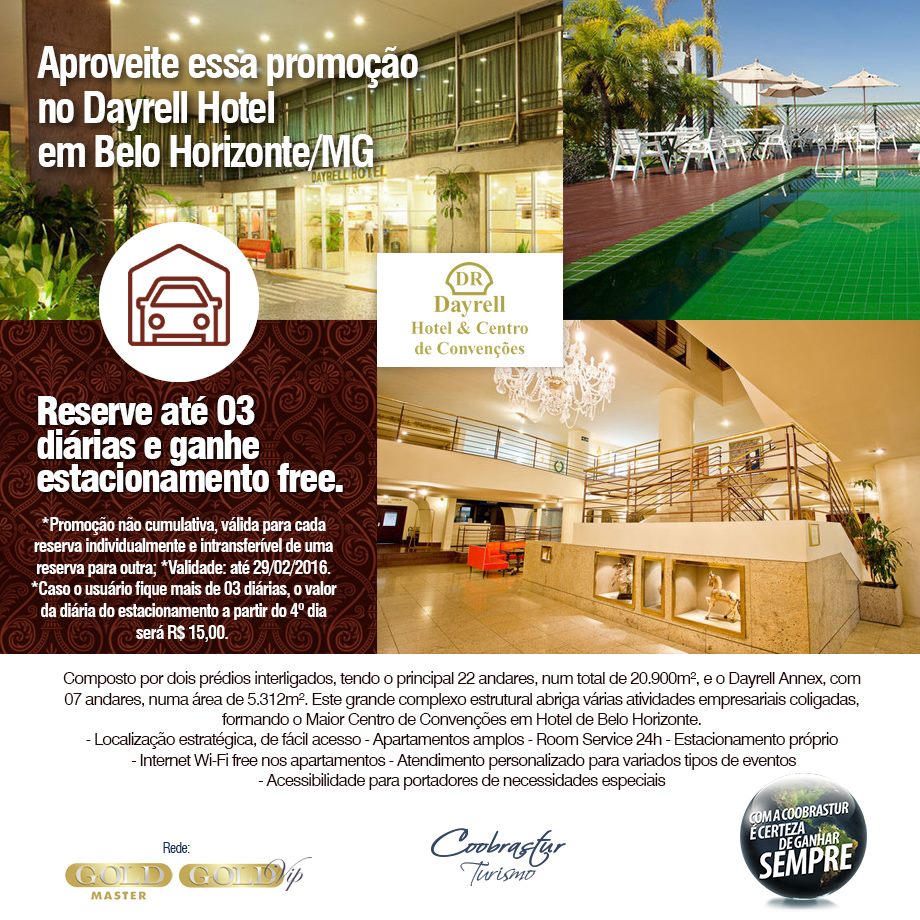 Aproveite essa promoção
no Dayrell Hotel
em Belo Horizonte/MG
DAYRELL HOTEL
DR
Dayrell
Hotel & Centro
de Convenções
Reserve até 03
diárias e ganhe
estacionamento free.
*Promoção não cumulativa, válida para cada
reserva individualmente e intransferível de uma
reserva para outra; *Validade: até 29/02/2016.
*Caso o usuário fique mais de 03 diárias, o valor
da diária do estacionamento a partir do 4º dia
será R$ 15,00.
Composto por dois prédios interligados, tendo o principal 22 andares, num total de 20.900m², e o Dayrell Annex, com
07 andares, numa área de 5.312m². Este grande complexo estrutural abriga várias atividades empresariais coligadas,
formando o Maior Centro de Convenções em Hotel de Belo Horizonte.
- Localização estratégica, de fácil acesso - Apartamentos amplos - Room Service 24h - Estacionamento próprio
- Internet Wi-Fi free nos apartamentos - Atendimento personalizado para variados tipos de eventos
- Acessibilidade para portadores de necessidades especiais
Rede:
GOLD
MASTER
GOLD Vip
Coobrastur
Turismo
COM A COOBRASTUR
É CERTEZA
DE GANHAR
SEMPRE